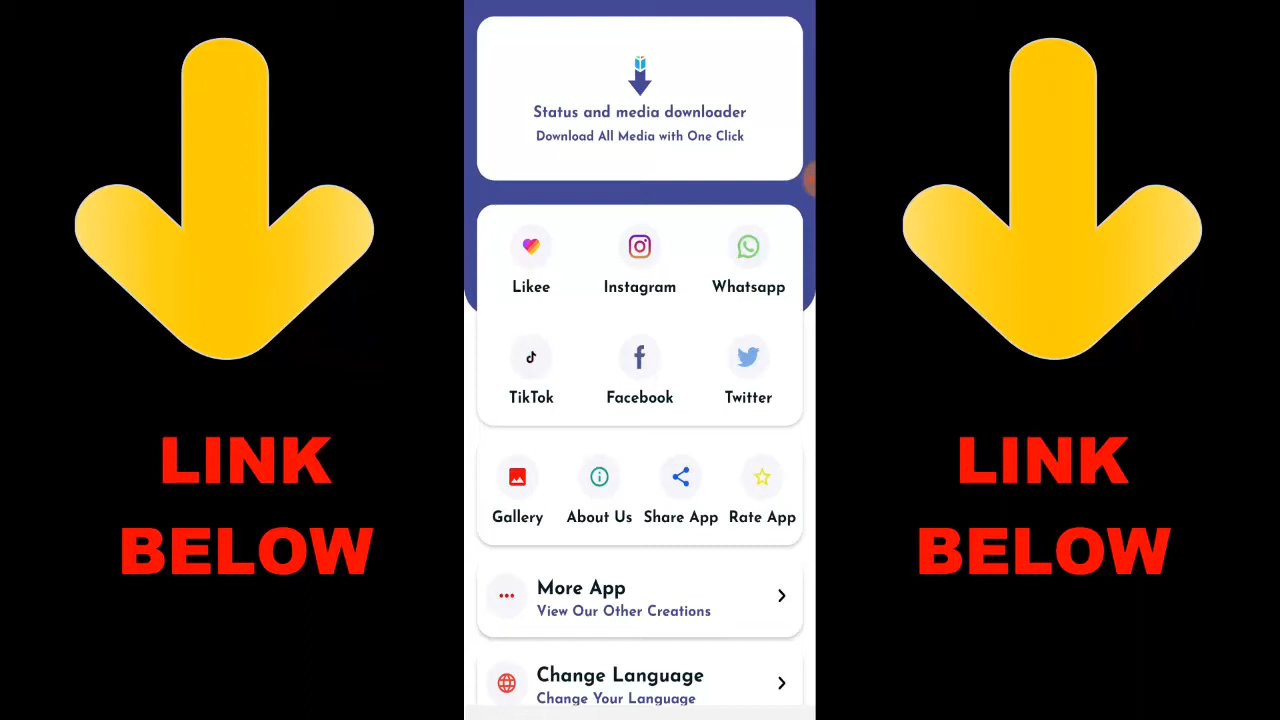 Status and media downloader
Download All Media with One Click
Likee
Instagram
Whatsapp
TikTok
Facebook
Twitter
Gallery
About Us
Share App
Rate App
More App
View Our Other Creations
Change Language
Change Your Language
LINK
BELOW
LINK
BELOW